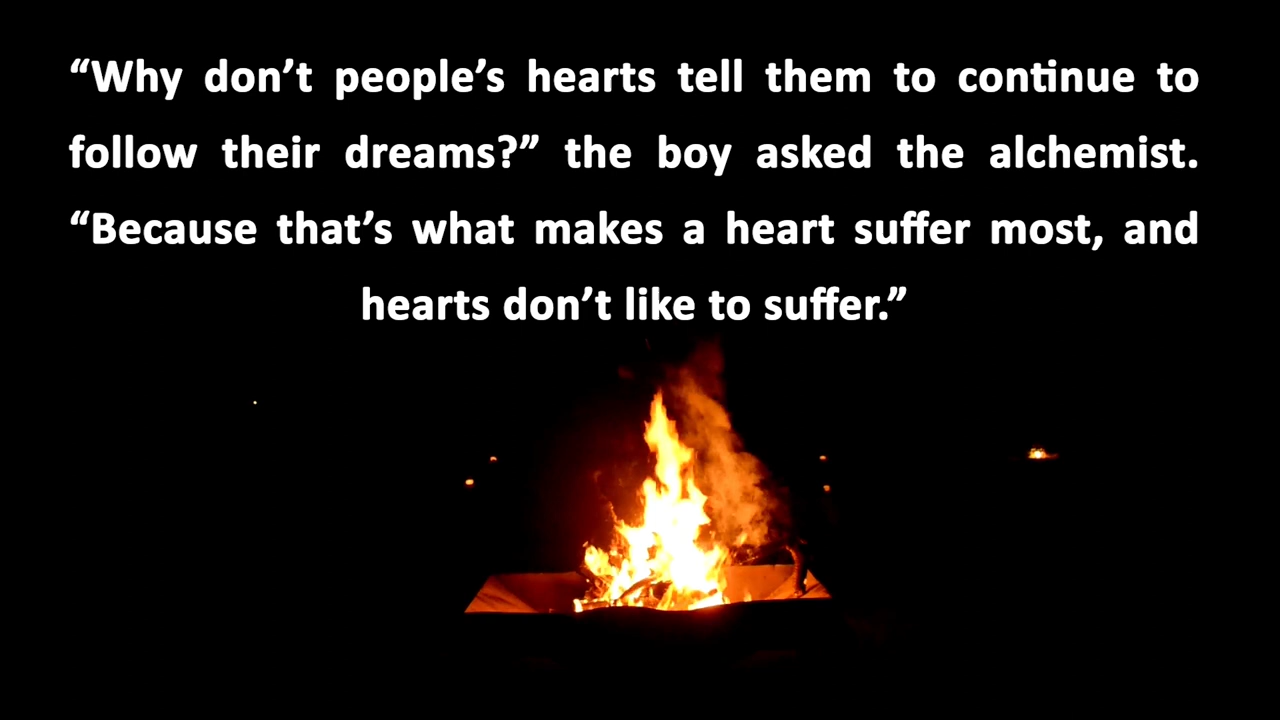 “Why don’t people’s hearts tell them to continue to
follow their dreams?” the boy asked the alchemist.
“Because that’s what makes a heart suffer most, and
hearts don’t like to suffer.”